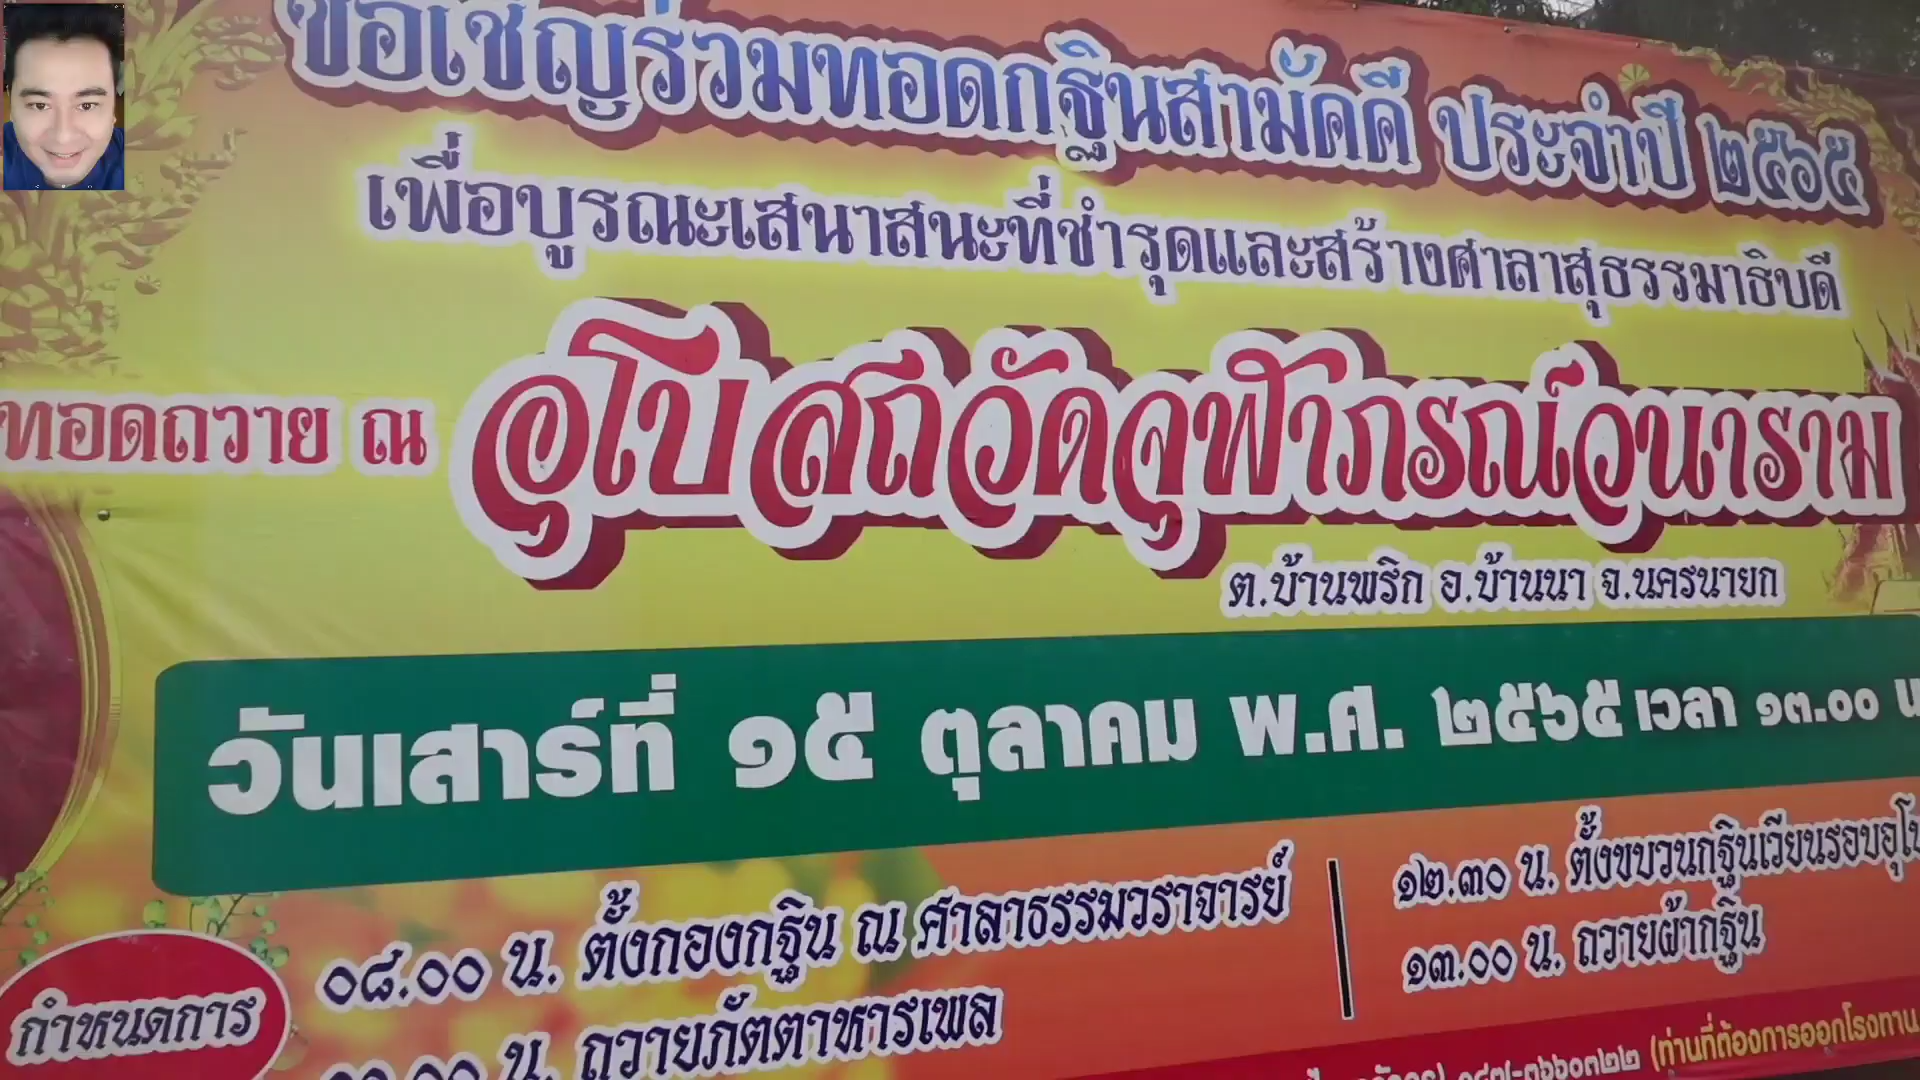 ขอเชิญร่วมทอดกฐินสามัคคี ประจำปี ๒๕๖๕
เพื่อบูรณะเสนาสนะที่ชำรุดและสร้างศาลาสุธรรมาธิบดี
ทอดถวาย ณ อุโบสถวัดจุฬาภรณ์วนาราม
ต.บ้านพริก อ.บ้านนา จ.นครนายก
วันเสาร์ที่ ๑๕ ตุลาคม พ.ศ. ๒๕๖๕ เวลา ๑๓.๐๐ น
กำหนดการ
๐๘.๐๐ น. ตั้งกองกฐิน ณ ศาลาธรรมวราจารย์
น. ถวายภัตตาหารเพล
๑๒.๓๐ น. ตั้งขบวนกฐินเวียนรอบอุโบ
๑๓.๐๐ น. ถวายผ้ากฐิน
(ท่านที่ต้องการออกโรงทาน